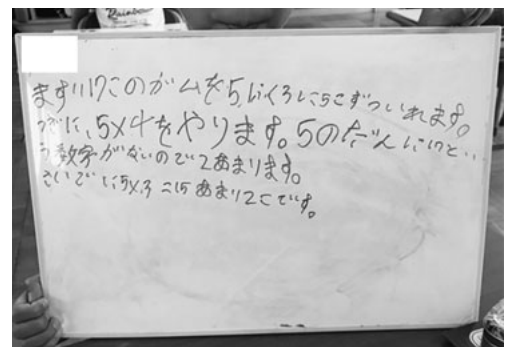 Rainbow
まず!!17このガムを5ふくろに5こずついれます。
つぎに、5×4をやります。5のだんに17とい
う数字がないので2あまります。
さいごに5×3=15あまり2こです。